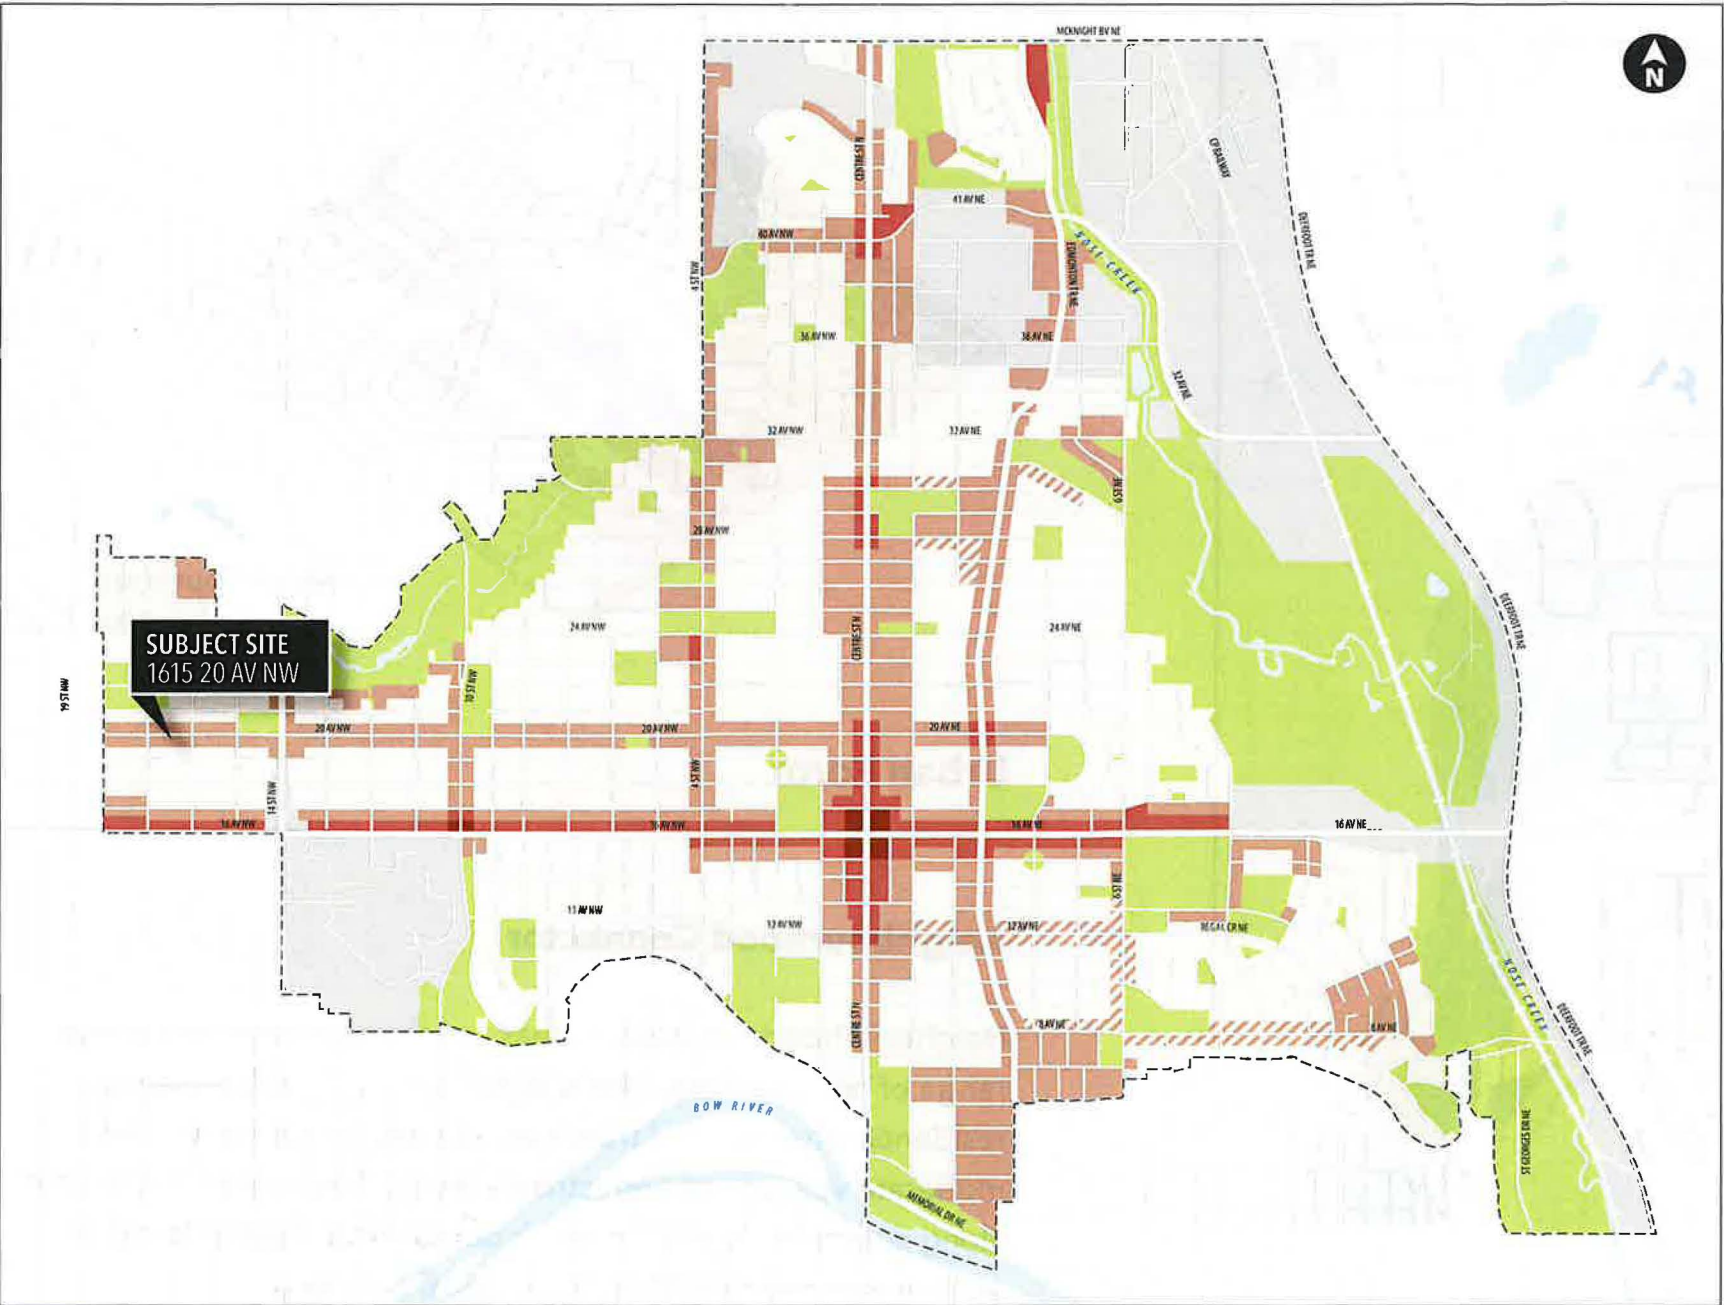 MCKNIGHT BV NE
N
CENTRE ST N
CP RAILWAY
41 AV NE
DEERFOOT TR NE
40 AV NW
NOSE CREEK
EDMONTON TR NE
4 ST NW
36 AV NW
36 AV NE
32 AV NE
32 AV NW
32 AV NE
6 ST NE
28 AV NW
DEERFOOT TR NE
24 AV NW
CENTRE ST N
24 AV NE
SUBJECT SITE
1615 20 AV NW
19 ST NW
10 ST NW
20 AV NW
20 AV NW
20 AV NE
4 ST NW
14 ST NW
16 AV NW
16 AV NW
16 AV NE
16 AV NE
6 ST NE
13 AV NW
12 AV NW
12 AV NE
REGAL CR NE
NOSE CREEK
CENTRE ST N
8 AV NE
8 AV NE
DEERFOOT TR NE
BOW RIVER
ST GEORGES DR NE
MEMORIAL DR NE